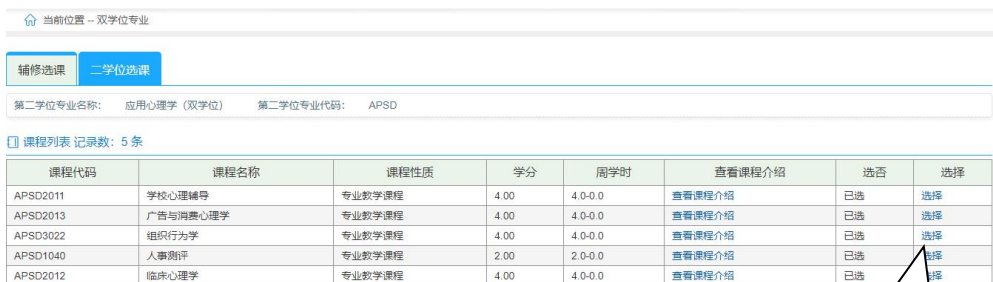 当前位置 -- 双学位专业
辅修选课 二学位选课
第二学位专业名称： 应用心理学（双学位） 第二学位专业代码： APSD
课程列表 记录数：5 条
课程代码 课程名称 课程性质 学分 周学时 查看课程介绍 选否 选择
APSD2011 学校心理辅导 专业教学课程 4.00 4.0-0.0 查看课程介绍 已选 选择
APSD2013 广告与消费心理学 专业教学课程 4.00 4.0-0.0 查看课程介绍 已选 选择
APSD3022 组织行为学 专业教学课程 4.00 4.0-0.0 查看课程介绍 已选 选择
APSD1040 人事测评 专业教学课程 2.00 2.0-0.0 查看课程介绍 已选 选择
APSD2012 临床心理学 专业教学课程 4.00 4.0-0.0 查看课程介绍 已选 选择